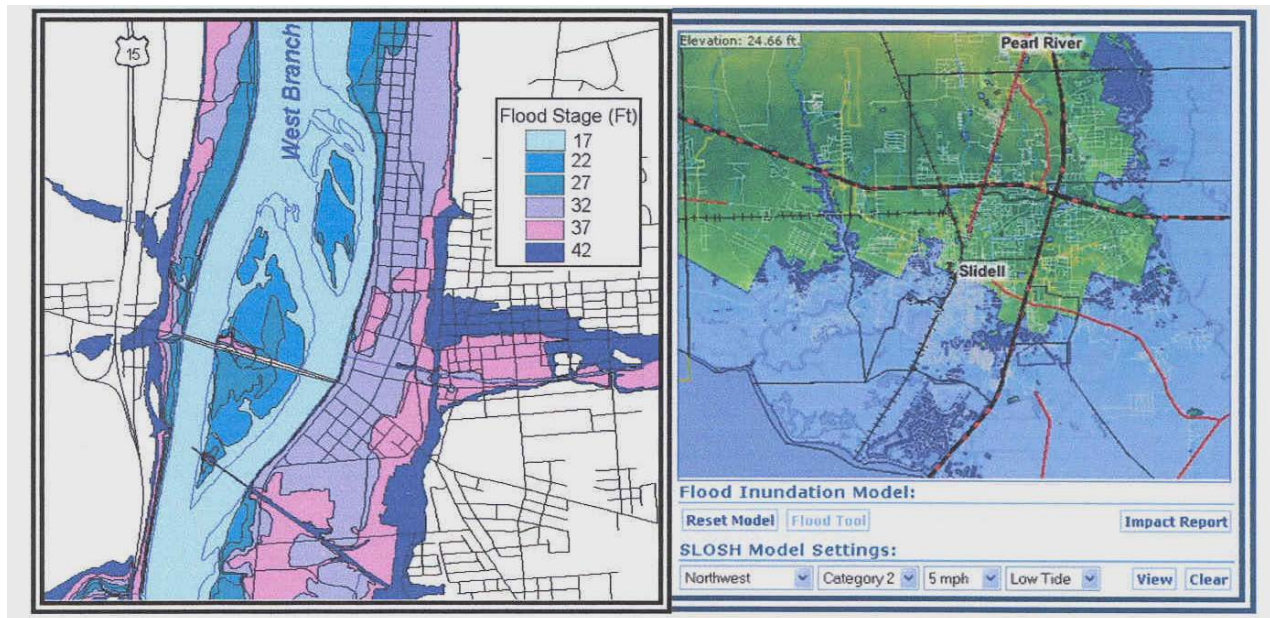 15
West Branch
Flood Stage (Ft)
17
22
27
32
37
42
Elevation: 24.66 ft.
Pearl River
Slidell
Flood Inundation Model:
Reset Model Flood Tool Impact Report
SLOSH Model Settings:
Northwest Category 2 5 mph Low Tide View Clear